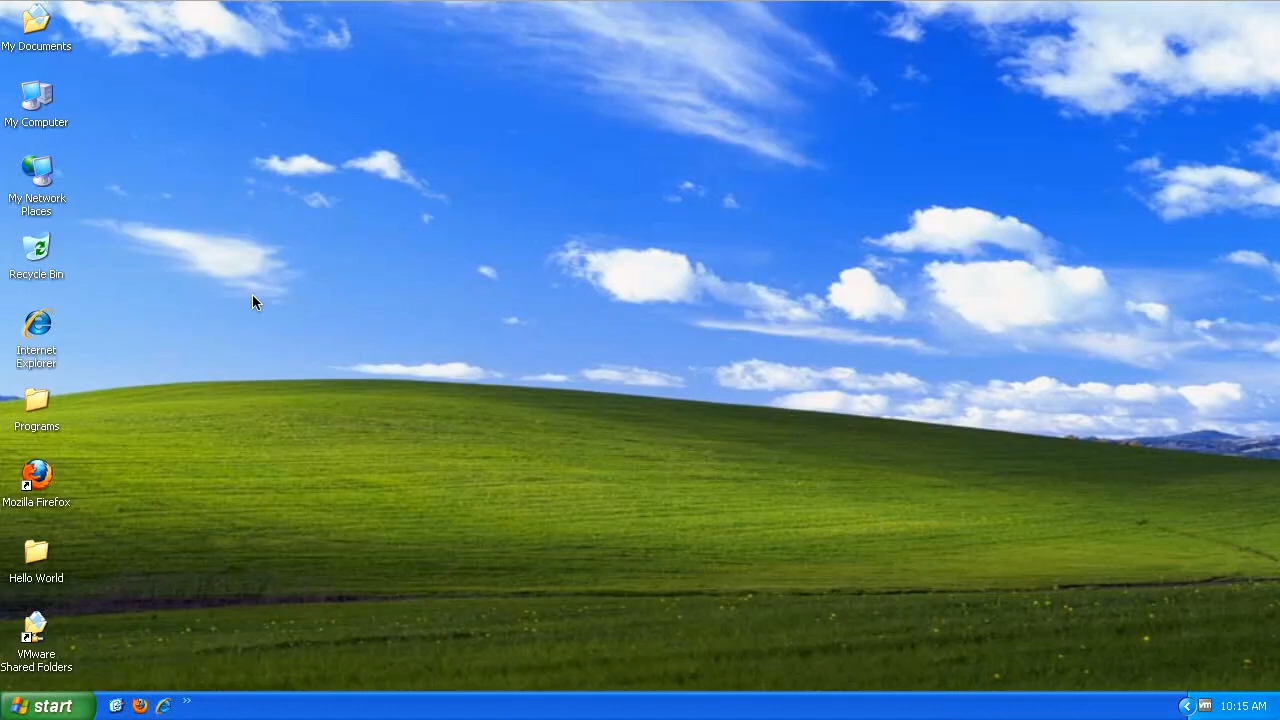 My Documents
My Computer
My Network
Places
Recycle Bin
Internet
Explorer
Programs
Mozilla Firefox
Hello World
VMware
Shared Folders
start
vm
10:15 AM